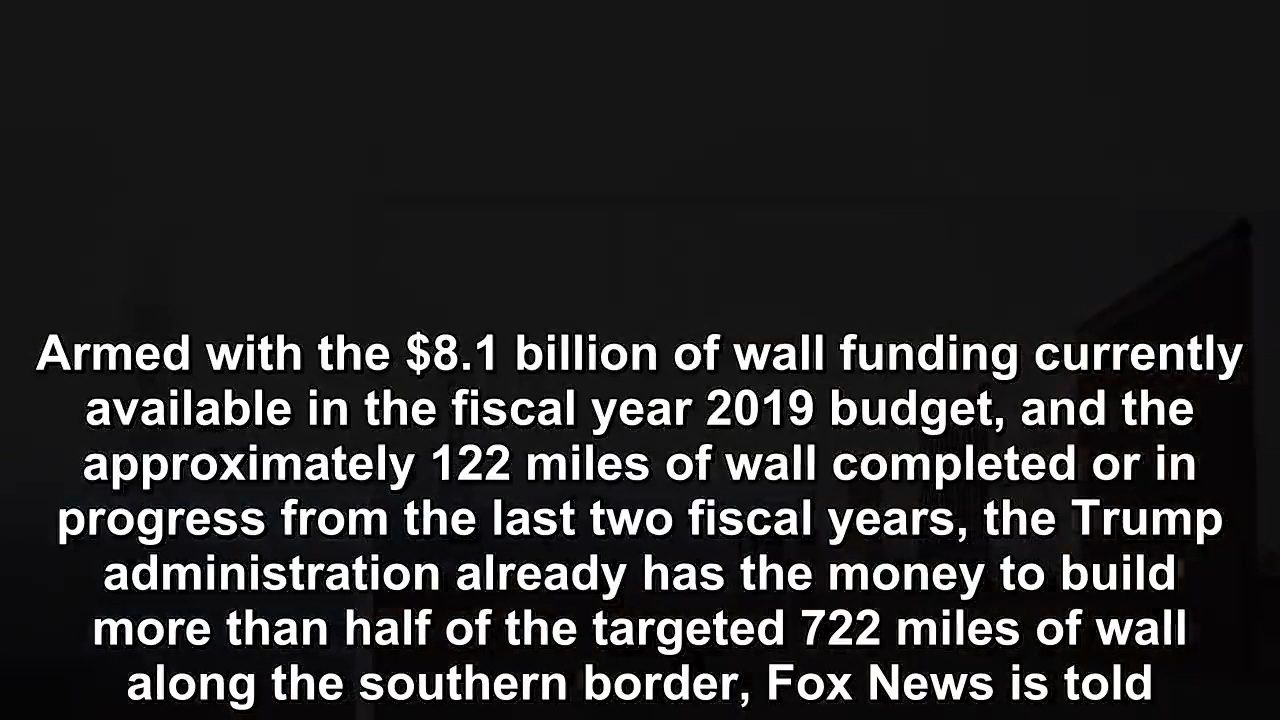 Armed with the $8.1 billion of wall funding currently
available in the fiscal year 2019 budget, and the
approximately 122 miles of wall completed or in
progress from the last two fiscal years, the Trump
administration already has the money to build
more than half of the targeted 722 miles of wall
along the southern border, Fox News is told